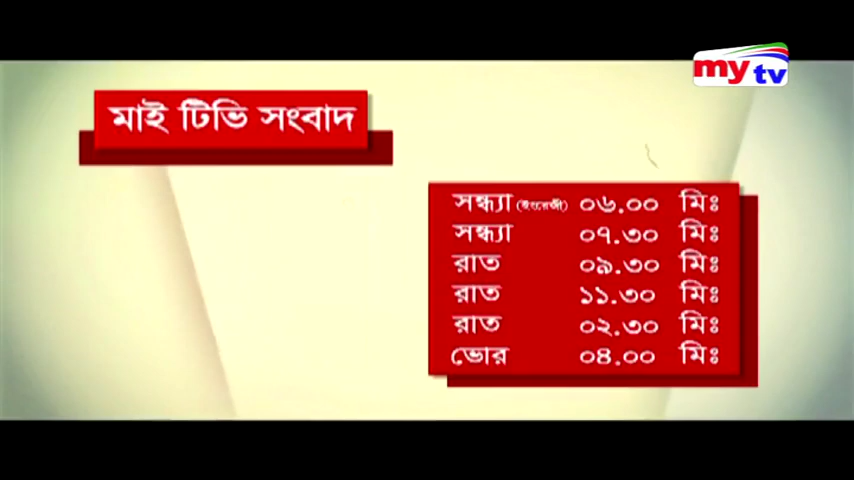 my tv
মাই টিভি সংবাদ
সন্ধ্যা (ইংরেজী) ০৬.০০ মিঃ
সন্ধ্যা ০৭.৩০ মিঃ
রাত ০৯.৩০ মিঃ
রাত ১১.৩০ মিঃ
রাত ০২.৩০ মিঃ
ভোর ০৪.০০ মিঃ